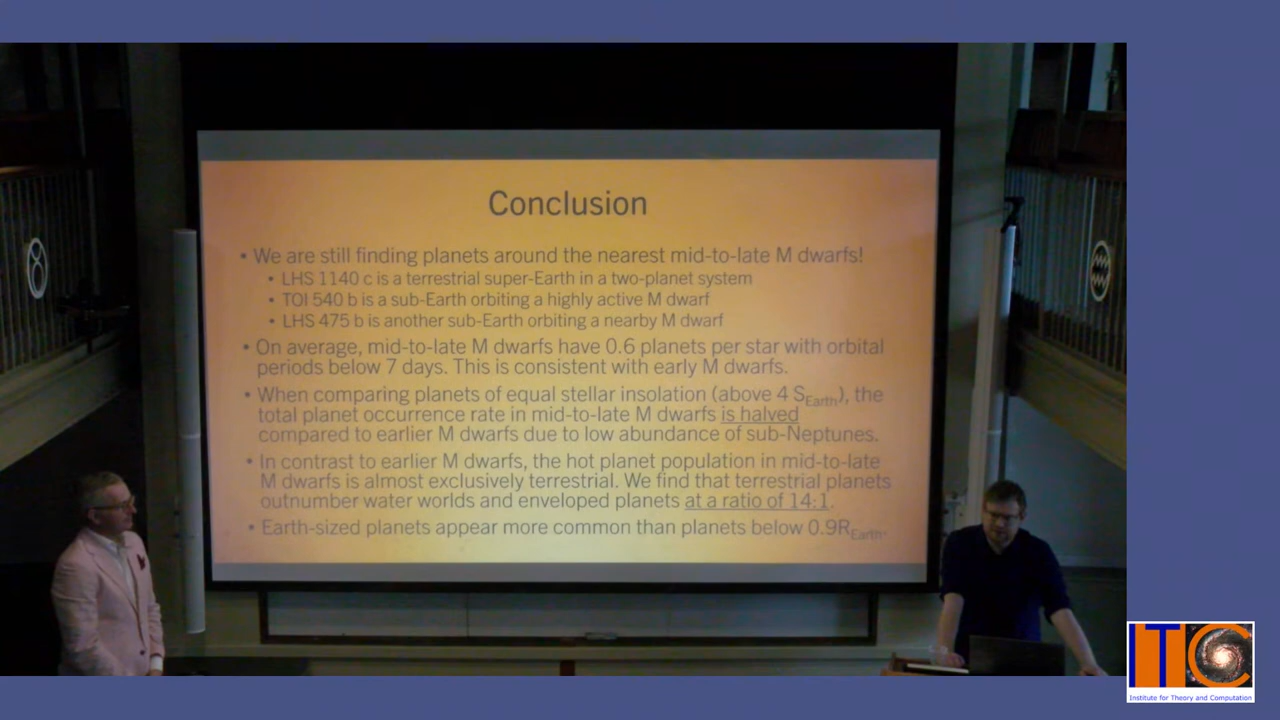 Conclusion
• We are still finding planets around the nearest mid-to-late M dwarfs!
• LHS 1140 c is a terrestrial super-Earth in a two-planet system
• TOI 540 b is a sub-Earth orbiting a highly active M dwarf
• LHS 475 b is another sub-Earth orbiting a nearby M dwarf
• On average, mid-to-late M dwarfs have 0.6 planets per star with orbital
periods below 7 days. This is consistent with early M dwarfs.
• When comparing planets of equal stellar insolation (above 4 SEarth), the
total planet occurrence rate in mid-to-late M dwarfs is halved
compared to earlier M dwarfs due to low abundance of sub-Neptunes.
• In contrast to earlier M dwarfs, the hot planet population in mid-to-late
M dwarfs is almost exclusively terrestrial. We find that terrestrial planets
outnumber water worlds and enveloped planets at a ratio of 14:1.
• Earth-sized planets appear more common than planets below 0.9REarth.
ITC
Institute for Theory and Computation